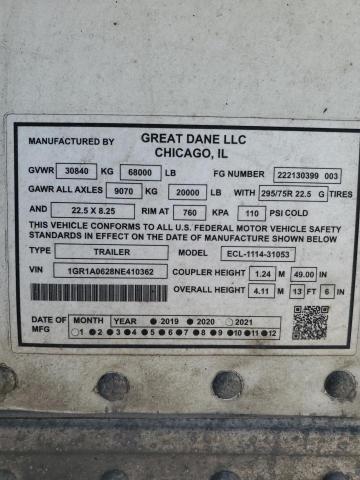 MANUFACTURED BY GREAT DANE LLC
CHICAGO, IL
GVWR 30840 KG 68000 LB FG NUMBER 222130399 003
GAWR ALL AXLES 9070 KG 20000 LB WITH 295/75R 22.5 G TIRES
AND 22.5 X 8.25 RIM AT 760 KPA 110 PSI COLD
THIS VEHICLE CONFORMS TO ALL U.S. FEDERAL MOTOR VEHICLE SAFETY
STANDARDS IN EFFECT ON THE DATE OF MANUFACTURE SHOWN ABOVE.
TYPE TRAILER MODEL ECL-1114-31053
VIN 1GR1A0628NE410362 COUPLER HEIGHT 1.24 M 49.00 IN
OVERALL HEIGHT 4.11 M 13 FT 6 IN
DATE OF MFG MONTH YEAR 2019 2020 2021
1 2 3 4 5 6 7 8 9 10 11 12